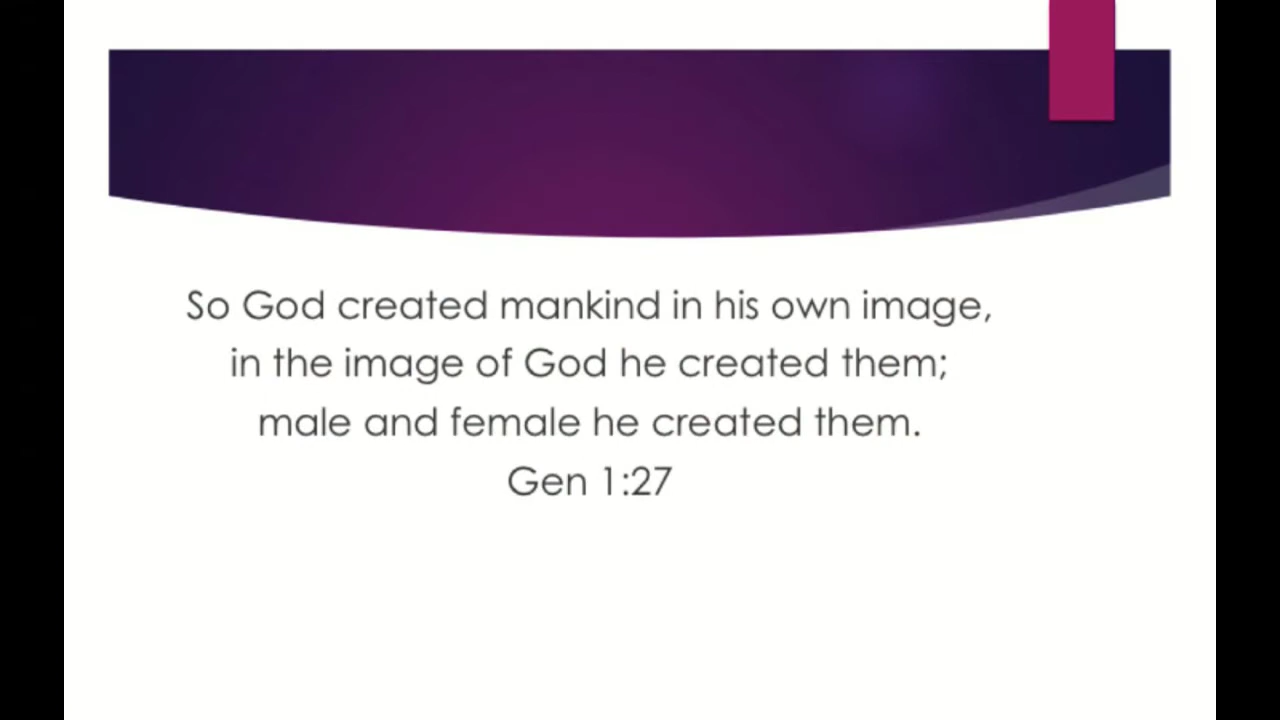 So God created mankind in his own image,
in the image of God he created them;
male and female he created them.
Gen 1:27